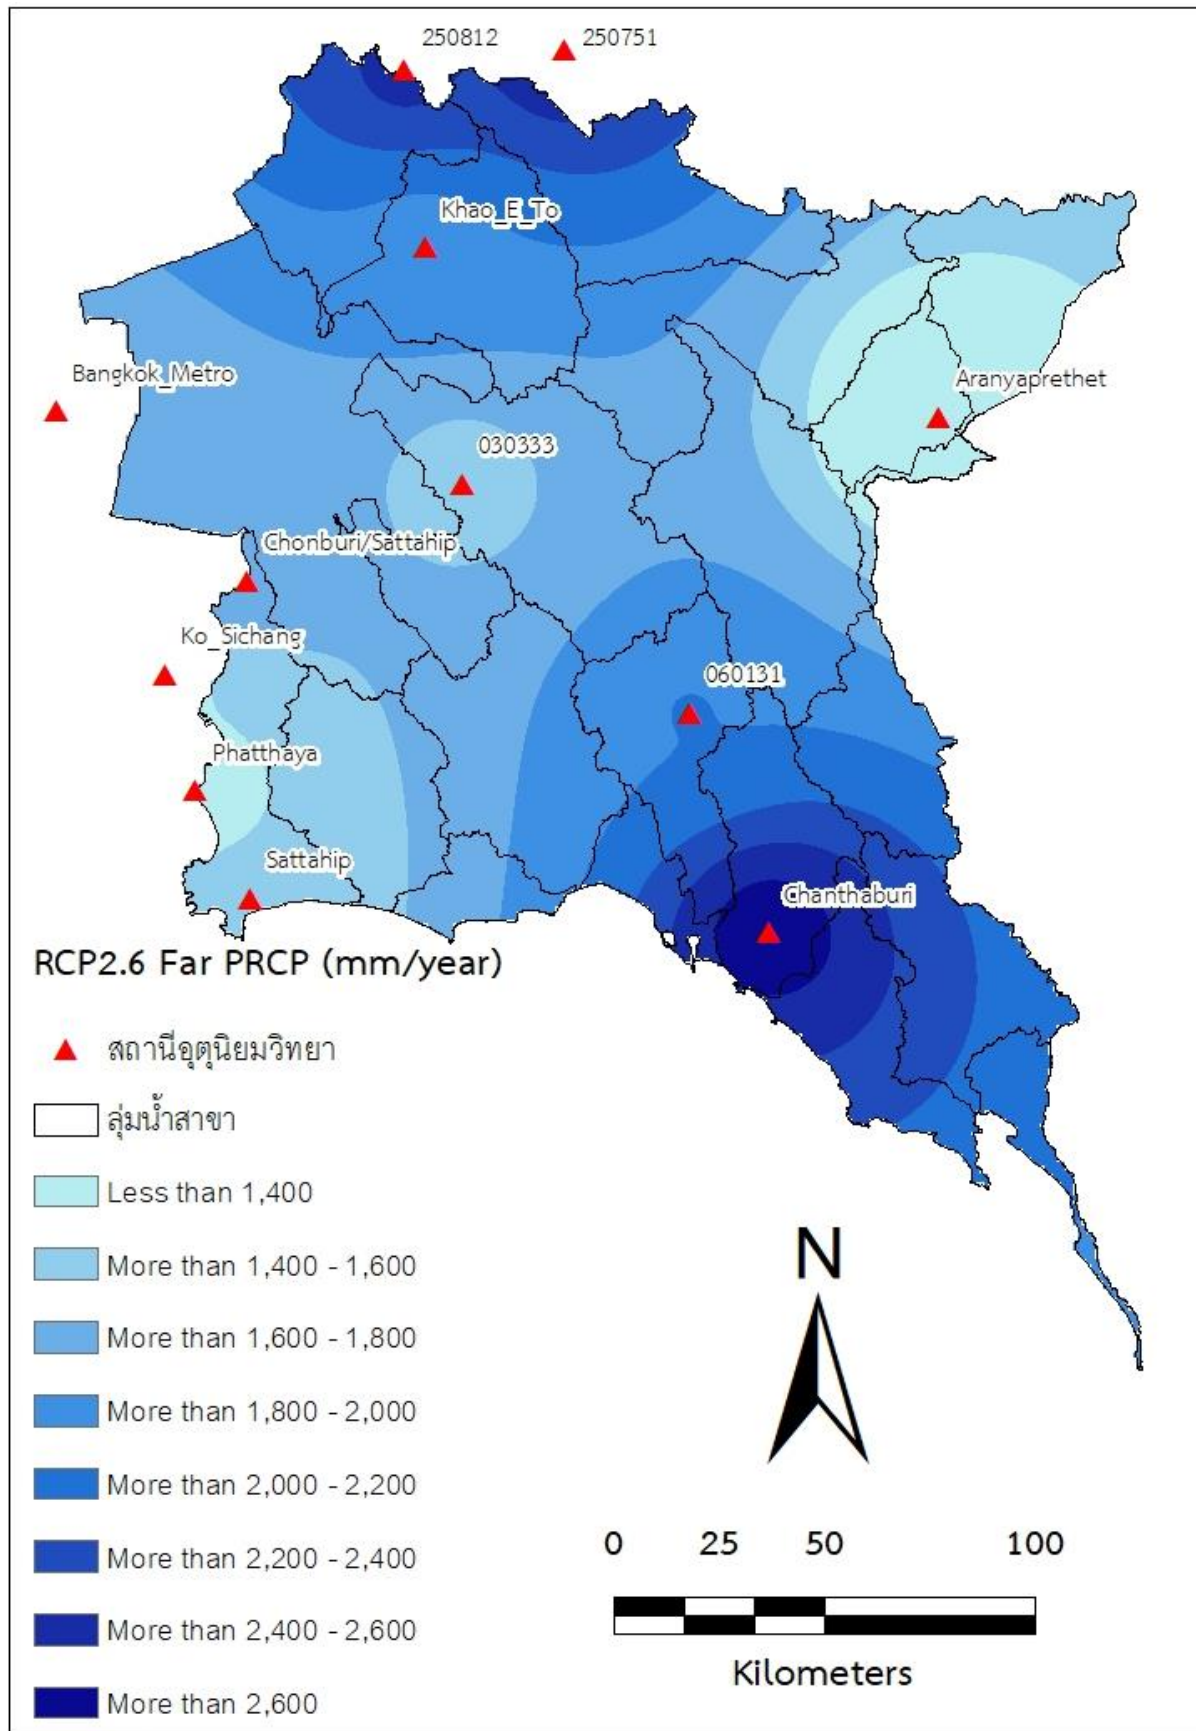 250812
250751
Khao_E_To
Bangkok_Metro
Aranyaprethet
030333
Chonburi/Sattahip
Ko_Sichang
060131
Phatthaya
Sattahip
Chanthaburi
RCP2.6 Far PRCP (mm/year)
สถานีอุตุนิยมวิทยา
ลุ่มน้ำสาขา
Less than 1,400
More than 1,400 - 1,600
More than 1,600 - 1,800
More than 1,800 - 2,000
More than 2,000 - 2,200
More than 2,200 - 2,400
More than 2,400 - 2,600
More than 2,600
N
0 25 50 100
Kilometers